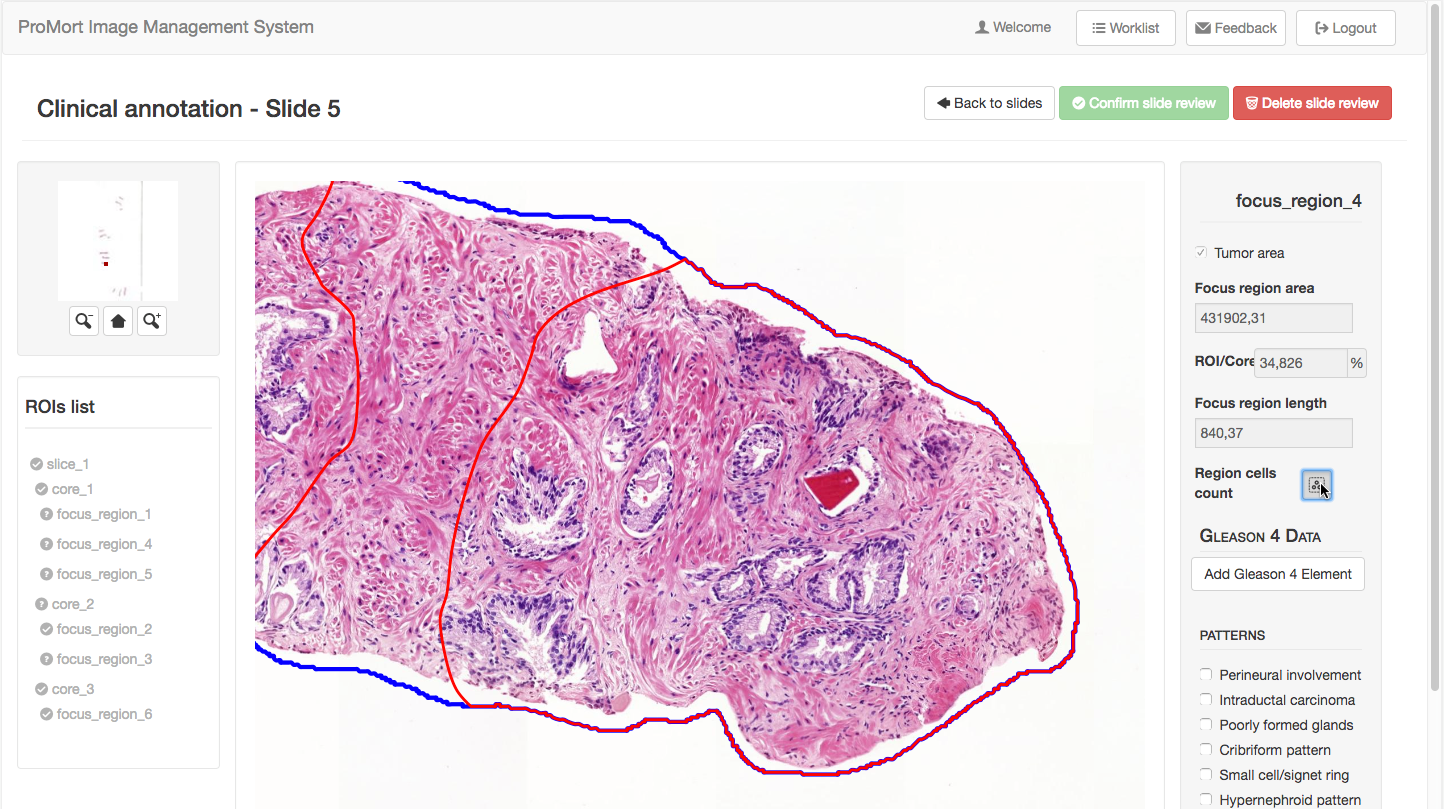 ProMort Image Management System
Welcome
Worklist
Feedback
Logout
Clinical annotation - Slide 5
Back to slides
Confirm slide review
Delete slide review
ROIs list
slice_1
core_1
focus_region_1
focus_region_4
focus_region_5
core_2
focus_region_2
focus_region_3
core_3
focus_region_6
focus_region_4
Tumor area
Focus region area
431902,31
ROI/Core 34,826 %
Focus region length
840,37
Region cells
count
Gleason 4 Data
Add Gleason 4 Element
PATTERNS
Perineural involvement
Intraductal carcinoma
Poorly formed glands
Cribriform pattern
Small cell/signet ring
Hypernephroid pattern